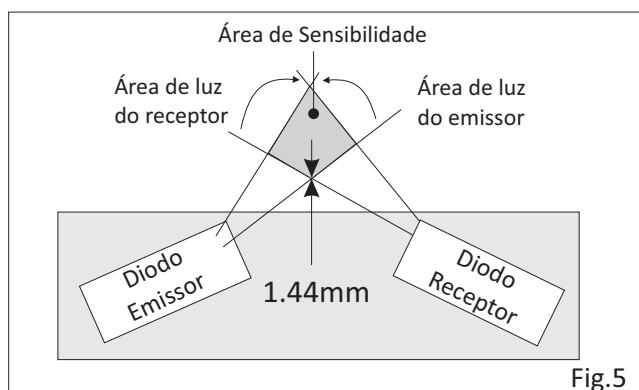 Área de Sensibilidade
Área de luz
do receptor
Área de luz
do emissor
Diodo
Emissor
1.44mm
Diodo
Receptor
Fig.5